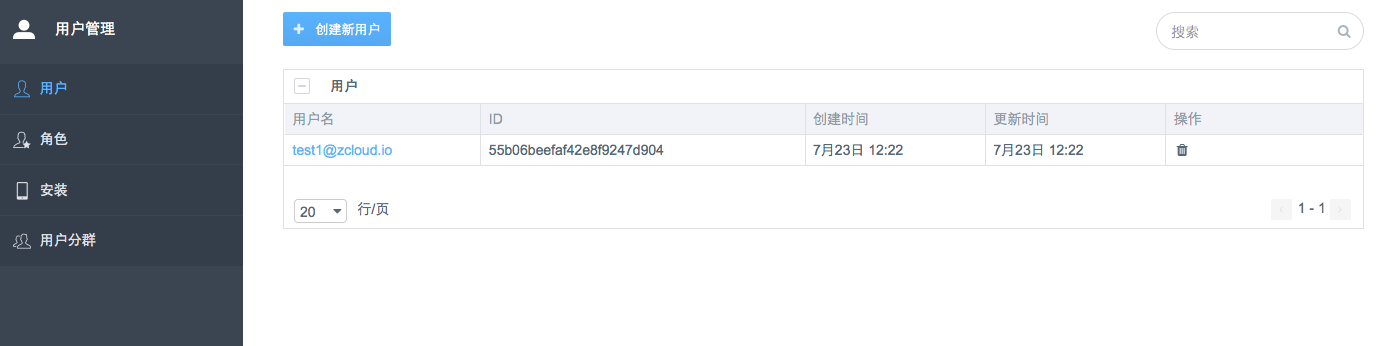 用户管理
用户
角色
安装
用户分群
创建新用户
搜索
用户
用户名 ID 创建时间 更新时间 操作
test1@zcloud.io 55b06beefaf42e8f9247d904 7月23日 12:22 7月23日 12:22
20 行/页 1 - 1